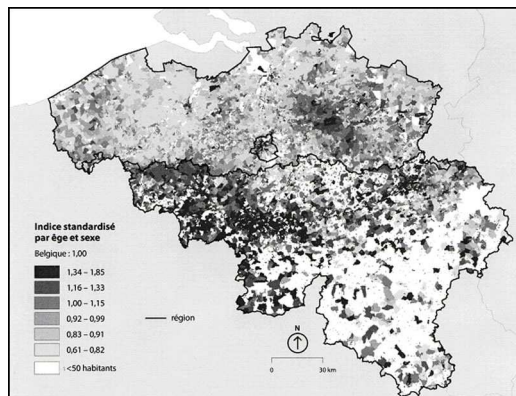 Indice standardisé
par êge et sexe
Belgique : 1,00
1,34 – 1,85
1,16 – 1,33
1,00 – 1,15
0,92 – 0,99
0,83 – 0,91
0,61 – 0,82
<50 habitants
région
N
0 30 km